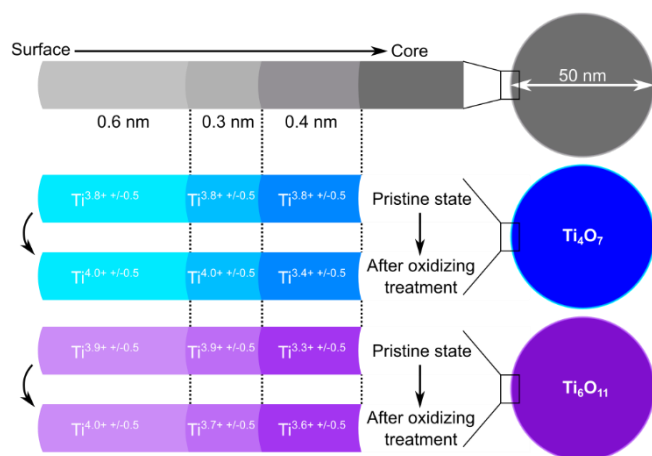 Surface
Core
50 nm
0.6 nm
0.3 nm
0.4 nm
Ti3.8+ +/-0.5
Ti3.8+ +/-0.5
Ti3.8+ +/-0.5
Pristine state
Ti4O7
Ti4.0+ +/-0.5
Ti4.0+ +/-0.5
Ti3.4+ +/-0.5
After oxidizing
treatment
Ti3.9+ +/-0.5
Ti3.9+ +/-0.5
Ti3.3+ +/-0.5
Pristine state
Ti6O11
Ti4.0+ +/-0.5
Ti3.7+ +/-0.5
Ti3.6+ +/-0.5
After oxidizing
treatment